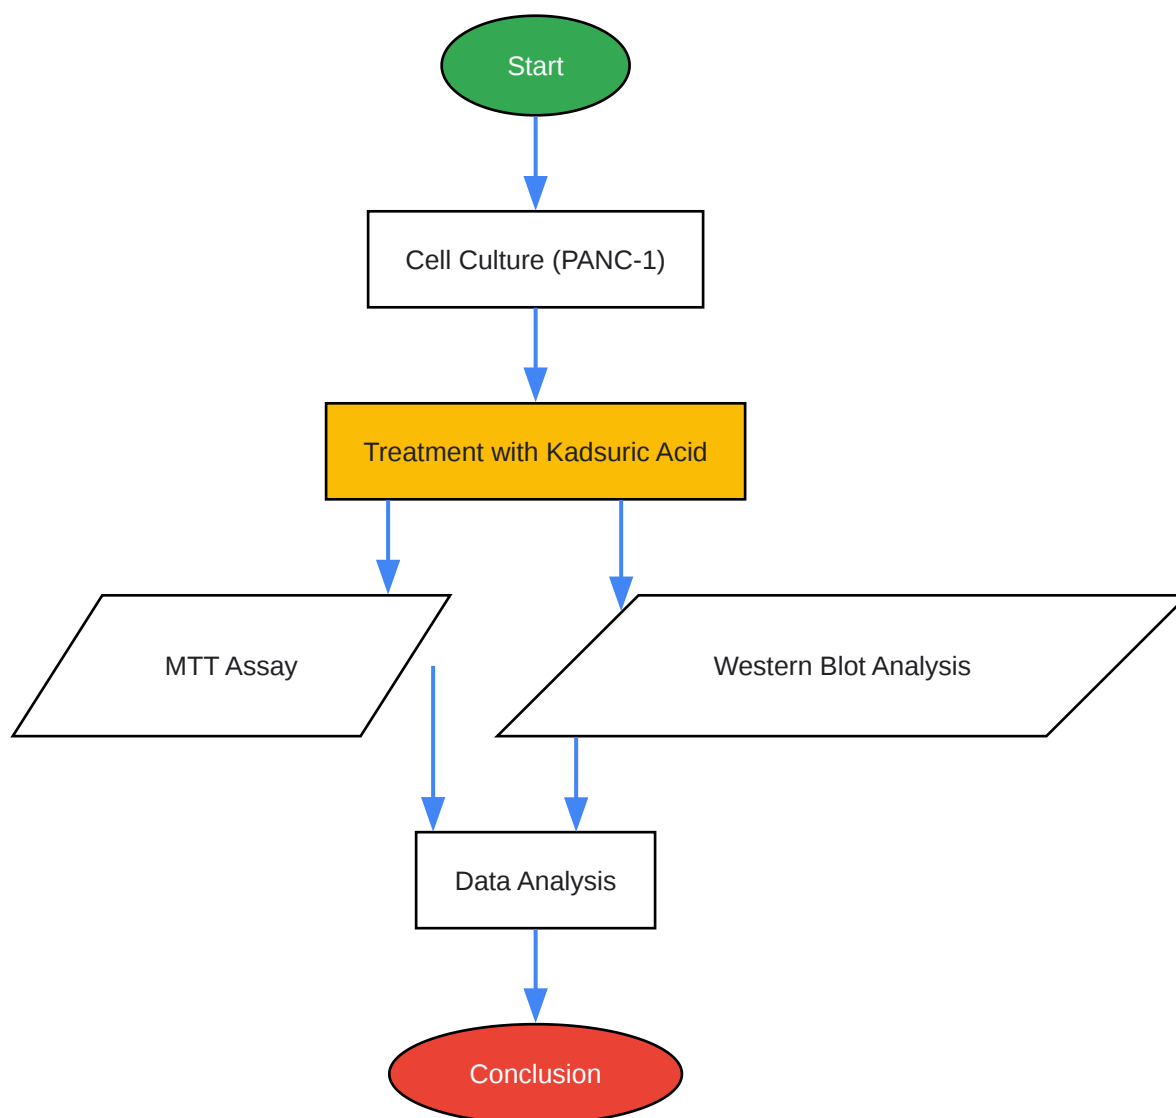 Start
Cell Culture (PANC-1)
Treatment with Kadsuric Acid
MTT Assay
Western Blot Analysis
Data Analysis
Conclusion